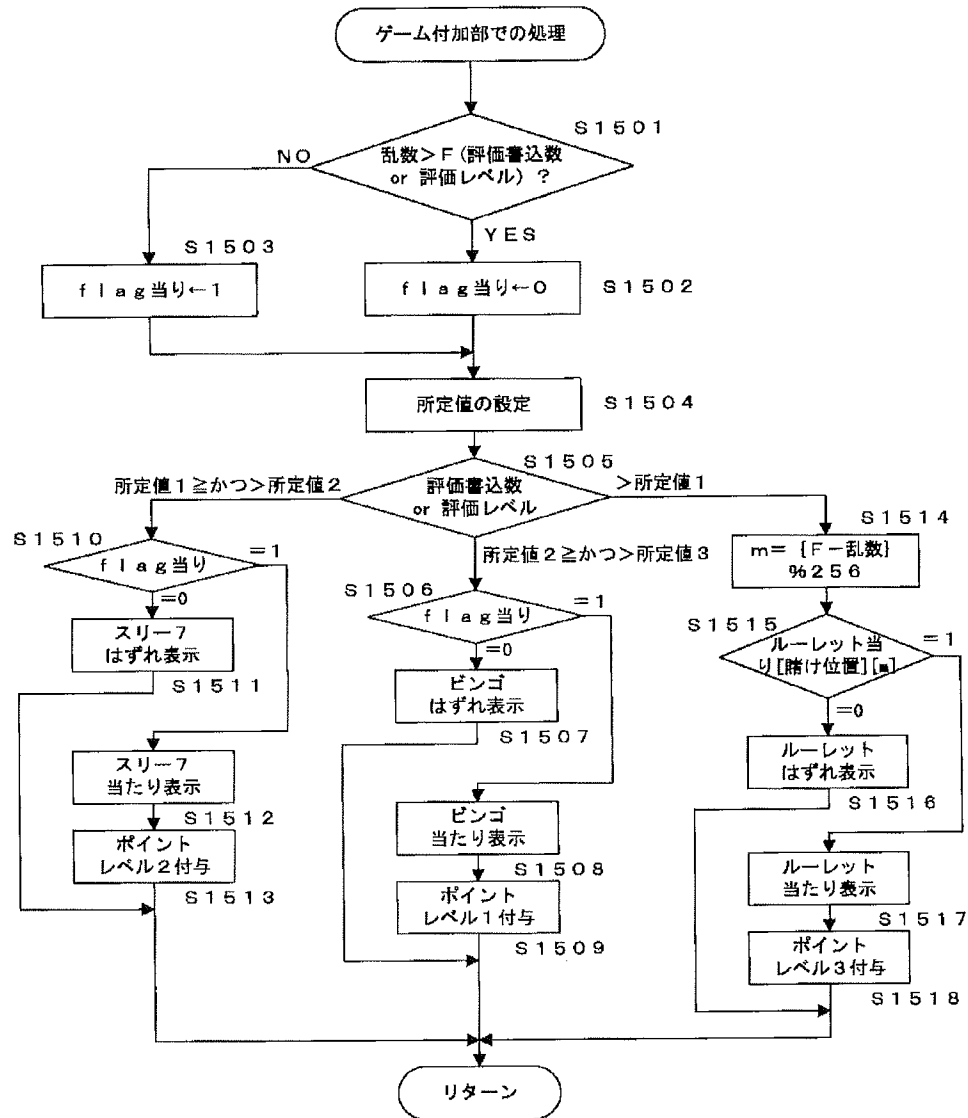 ゲーム付加部での処理
S1501
乱数>F(評価書込数
or 評価レベル)?
NO
YES
S1503
flag当り←1
flag当り←0
S1502
所定値の設定
S1504
S1505
評価書込数
or 評価レベル
所定値1≧かつ>所定値2
>所定値1
所定値2≧かつ>所定値3
S1510
flag当り
=1
=0
スリー7
はずれ表示
S1511
スリー7
当たり表示
S1512
ポイント
レベル2付与
S1513
S1506
flag当り
=1
=0
ビンゴ
はずれ表示
S1507
ビンゴ
当たり表示
S1508
ポイント
レベル1付与
S1509
S1514
m={F-乱数}
%256
S1515
ルーレット当
り[賭け位置][m]
=1
=0
ルーレット
はずれ表示
S1516
ルーレット
当たり表示
S1517
ポイント
レベル3付与
S1518
リターン